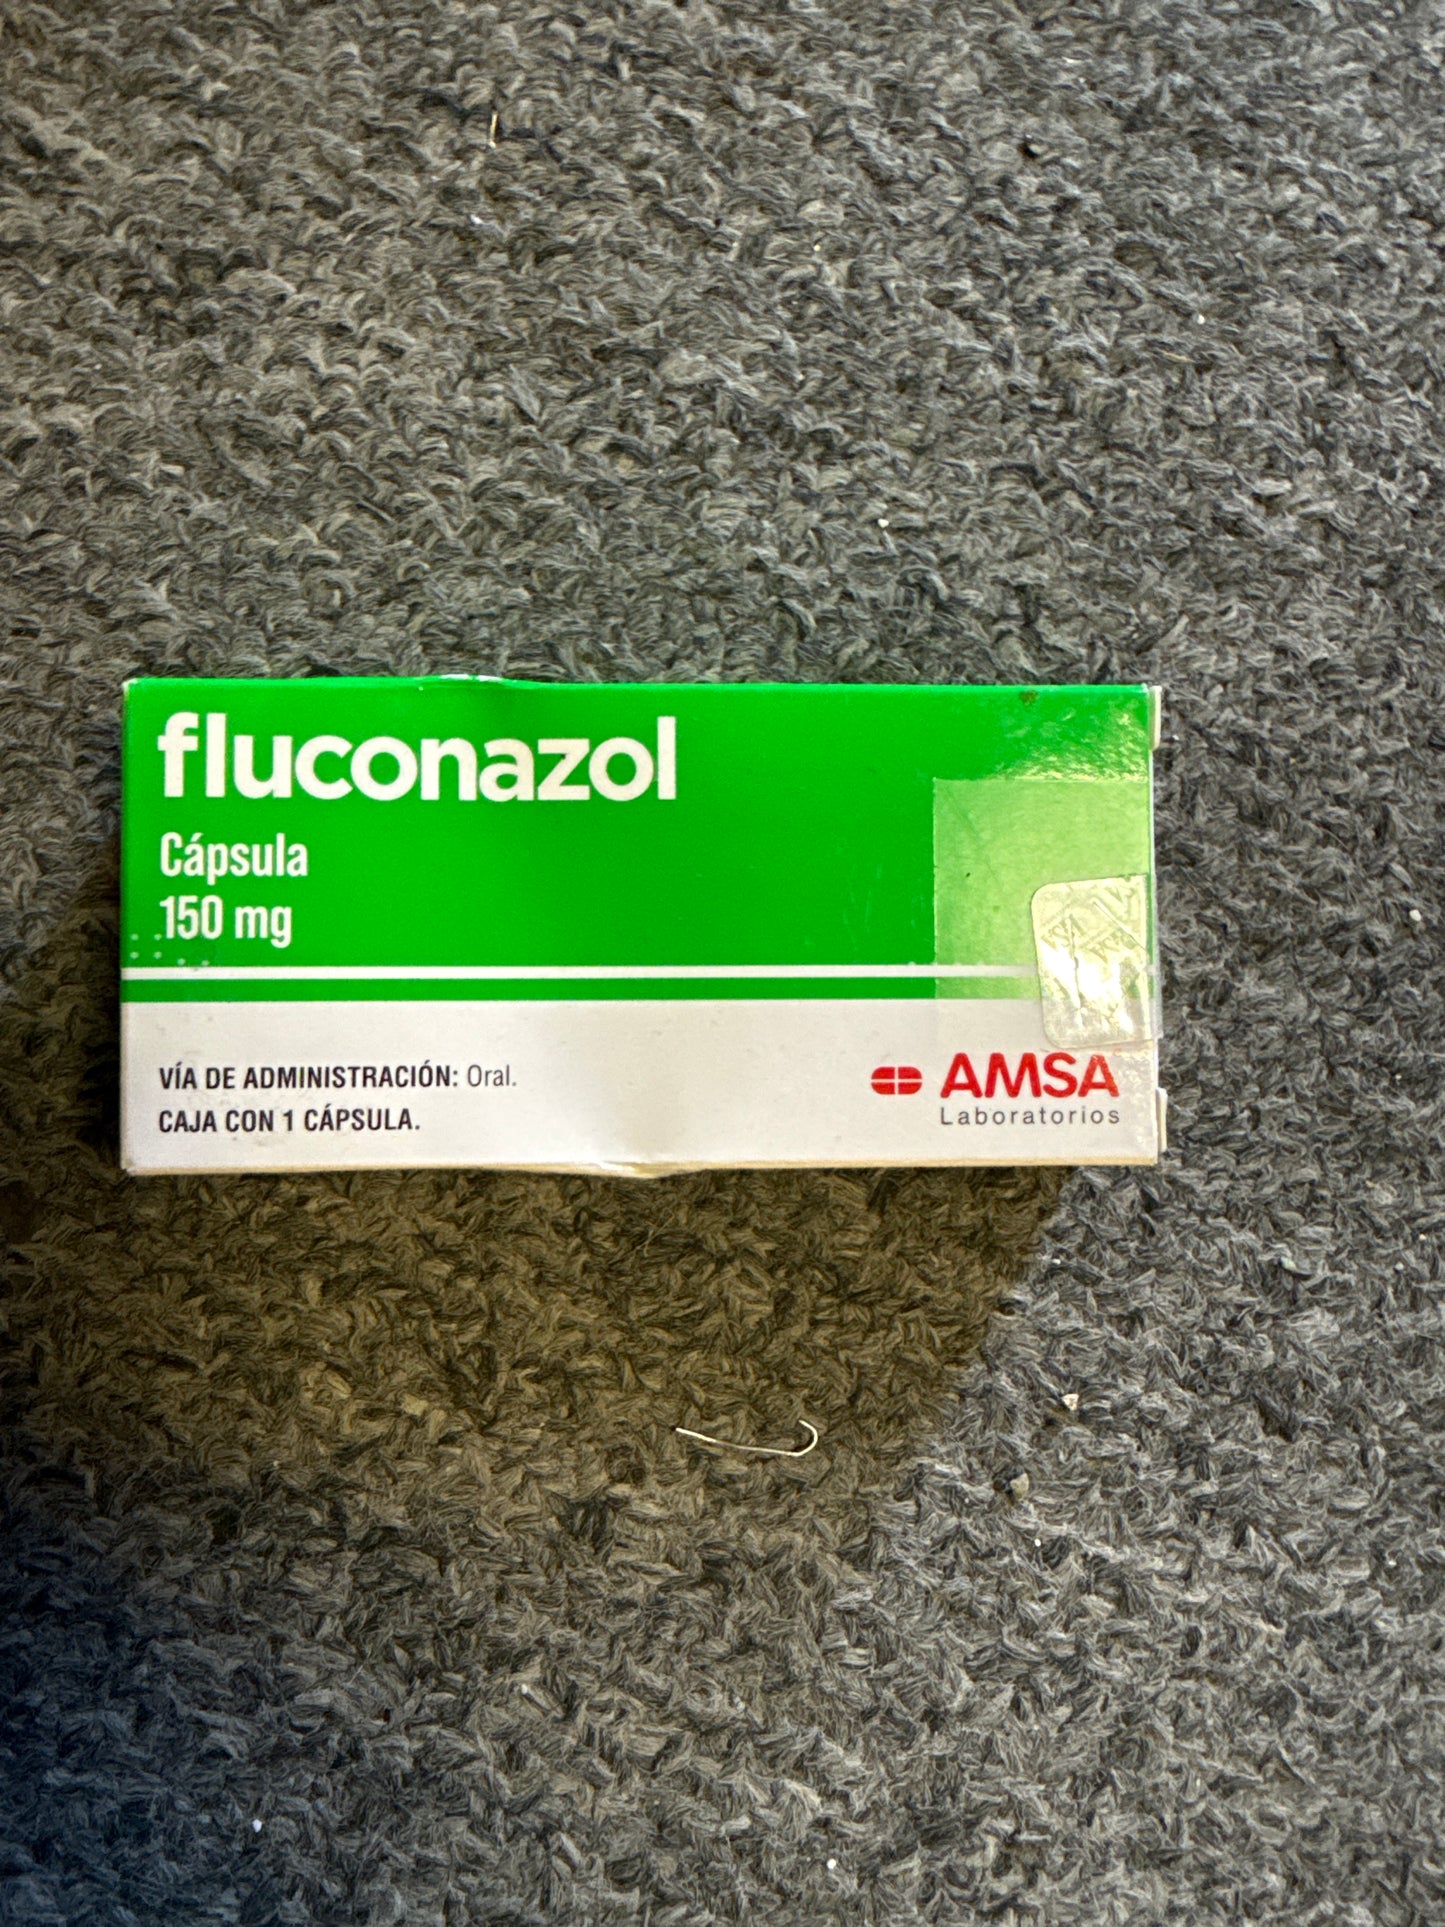 fluconazol
Cápsula
150 mg
VÍA DE ADMINISTRACIÓN: Oral.
CAJA CON 1 CÁPSULA.
AMSA
Laboratorios